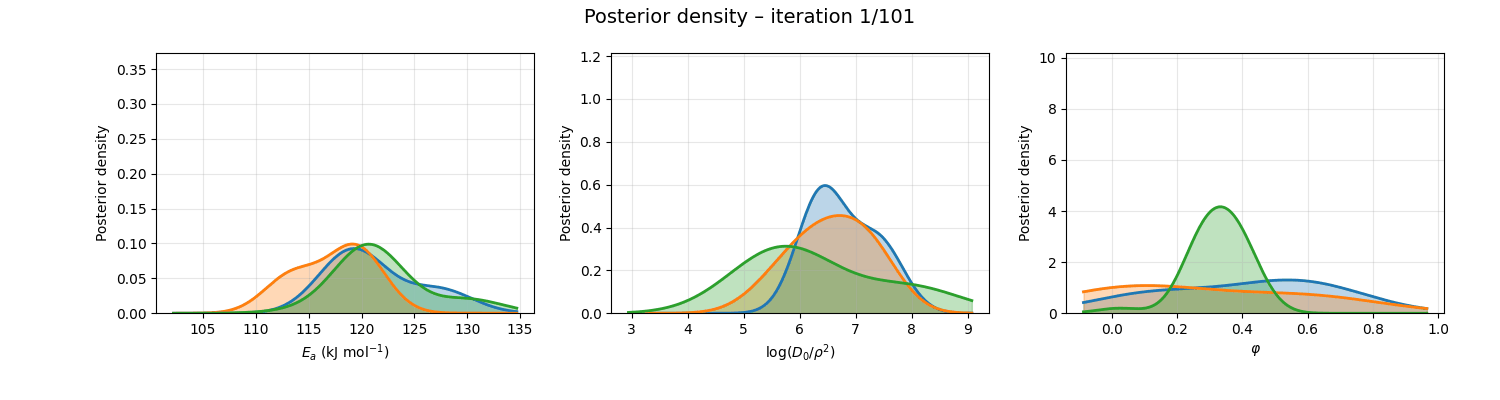 Posterior density – iteration 1/101
Posterior density
0.35
0.30
0.25
0.20
0.15
0.10
0.05
0.00
105 110 115 120 125 130 135
E_a (kJ mol⁻¹)
Posterior density
1.2
1.0
0.8
0.6
0.4
0.2
0.0
3 4 5 6 7 8 9
log(D₀/ρ²)
Posterior density
10
8
6
4
2
0
0.0 0.2 0.4 0.6 0.8 1.0
φ